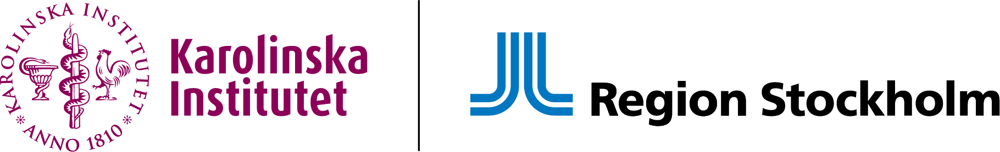 KAROLINSKA INSTITUTET
* ANNO 1810 *
Karolinska
Institutet
Region Stockholm